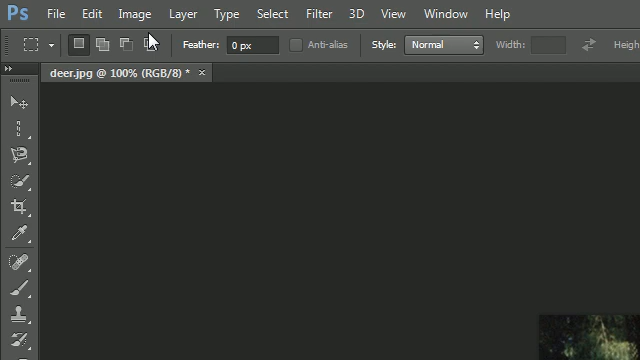 Ps File Edit Image Layer Type Select Filter 3D View Window Help
Feather: 0 px Anti-alias Style: Normal Width: Heigh
deer.jpg @ 100% (RGB/8) * ×